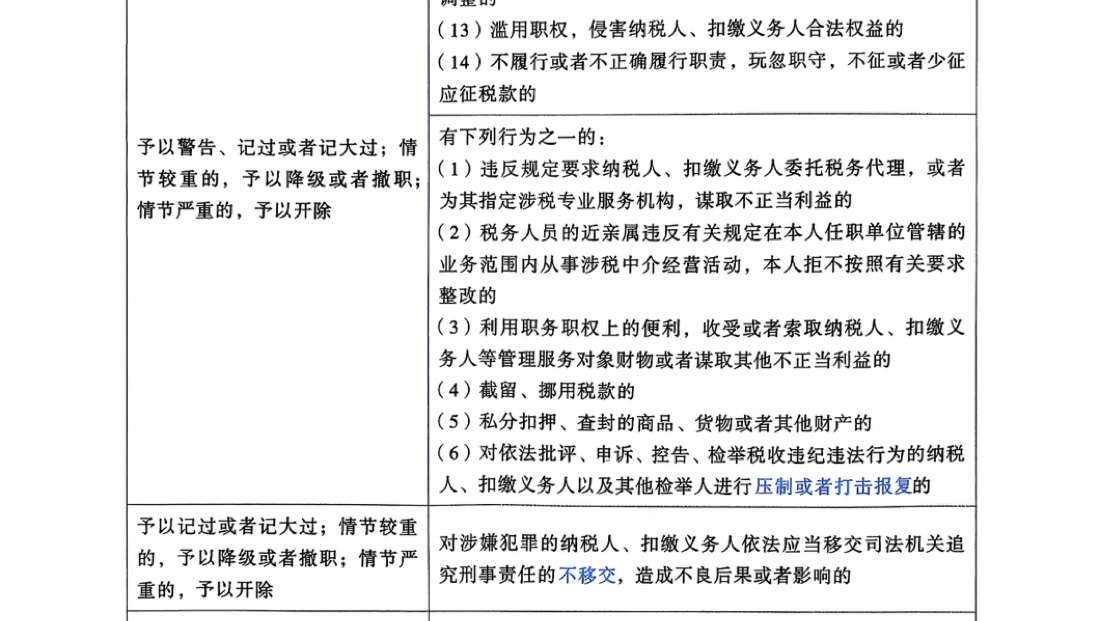 调整的
（13）滥用职权，侵害纳税人、扣缴义务人合法权益的
（14）不履行或者不正确履行职责，玩忽职守，不征或者少征
应征税款的
予以警告、记过或者记大过；情
节较重的，予以降级或者撤职；
情节严重的，予以开除
有下列行为之一的：
（1）违反规定要求纳税人、扣缴义务人委托税务代理，或者
为其指定涉税专业服务机构，谋取不正当利益的
（2）税务人员的近亲属违反有关规定在本人任职单位管辖的
业务范围内从事涉税中介经营活动，本人拒不按照有关要求
整改的
（3）利用职务职权上的便利，收受或者索取纳税人、扣缴义
务人等管理服务对象财物或者谋取其他不正当利益的
（4）截留、挪用税款的
（5）私分扣押、查封的商品、货物或者其他财产的
（6）对依法批评、申诉、控告、检举税收违纪违法行为的纳税
人、扣缴义务人以及其他检举人进行压制或者打击报复的
予以记过或者记大过；情节较重
的，予以降级或者撤职；情节严
重的，予以开除
对涉嫌犯罪的纳税人、扣缴义务人依法应当移交司法机关追
究刑事责任的不移交，造成不良后果或者影响的